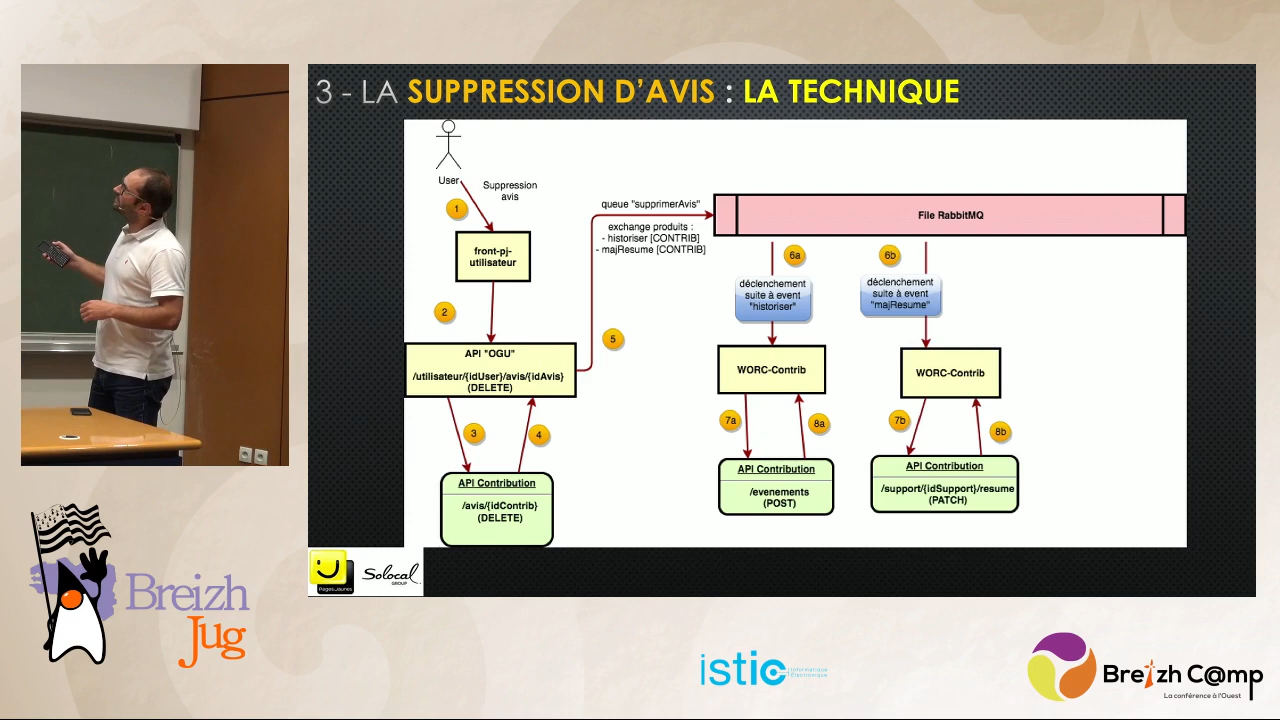 3 - LA SUPPRESSION D'AVIS : LA TECHNIQUE
User
Suppression
avis
1
front-pj-
utilisateur
2
API "OGU"
/utilisateur/{idUser}/avis/{idAvis}
(DELETE)
3
4
API Contribution
/avis/{idContrib}
(DELETE)
5
queue "supprimerAvis"
exchange produits :
- historiser [CONTRIB]
- majResume [CONTRIB]
File RabbitMQ
6a
déclenchement
suite à event
"historiser"
WORC-Contrib
7a
8a
API Contribution
/evenements
(POST)
6b
déclenchement
suite à event
"majResume"
WORC-Contrib
7b
8b
API Contribution
/support/{idSupport}/resume
(PATCH)
PagesJaunes
Solocal
GROUP
Breizh
Jug
istic
Informatique
Électronique
Breizh C@mp
La conférence à l'Ouest